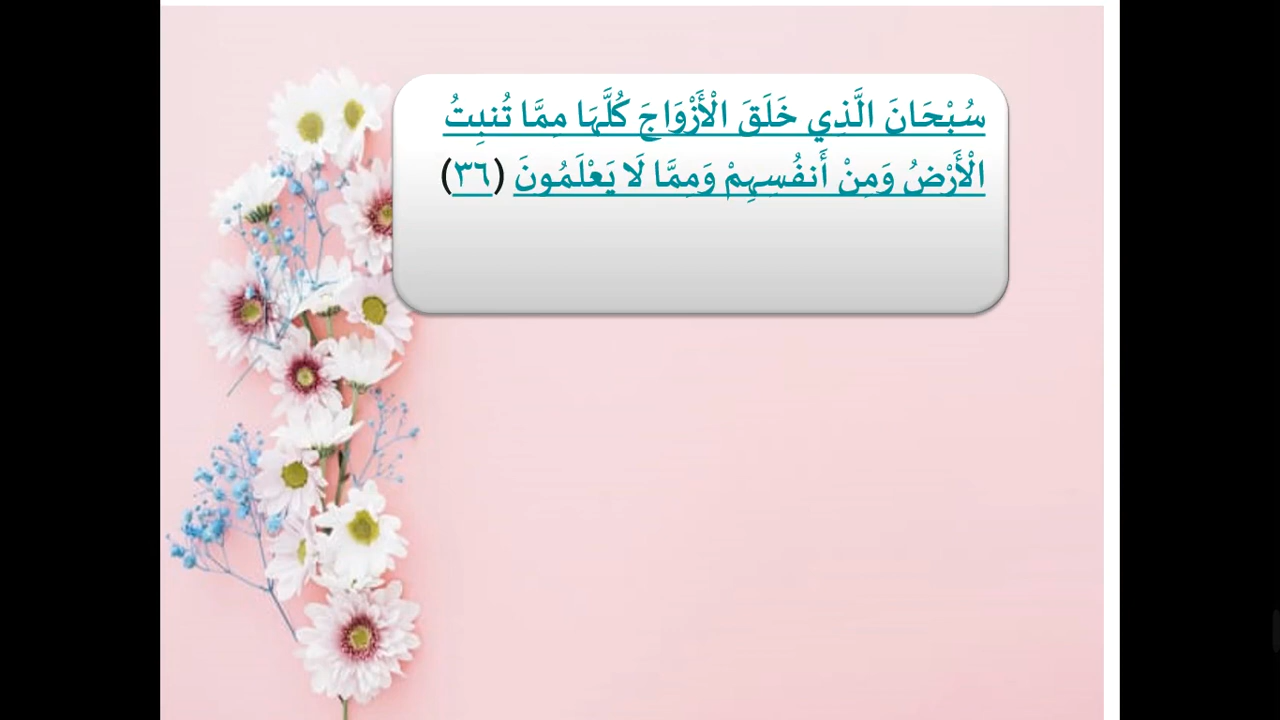 سُبْحَانَ الَّذِي خَلَقَ الْأَزْوَاجَ كُلَّهَا مِمَّا تُنبِتُ
الْأَرْضُ وَمِنْ أَنفُسِهِمْ وَمِمَّا لَا يَعْلَمُونَ (٣٦)